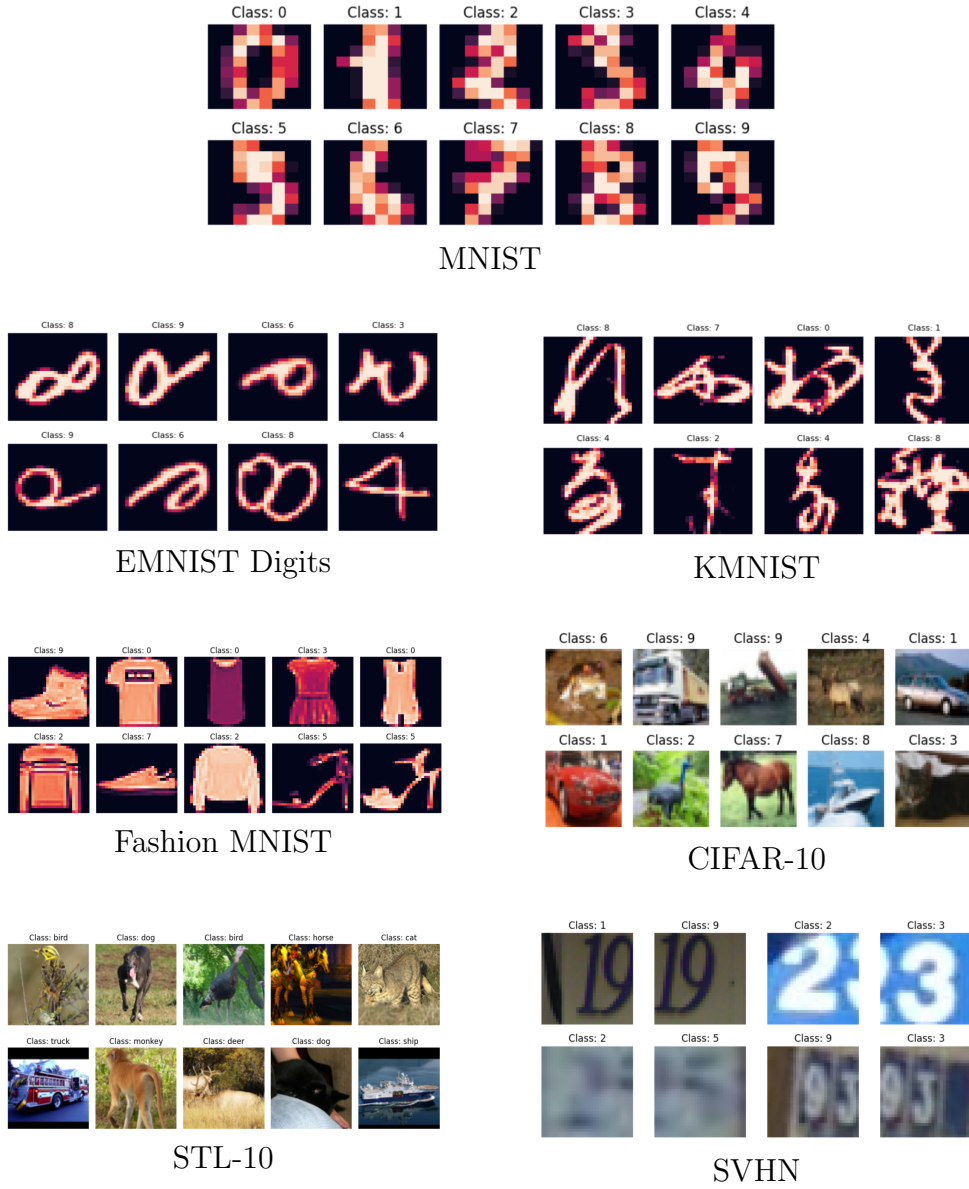 Class: 0 Class: 1 Class: 2 Class: 3 Class: 4
Class: 5 Class: 6 Class: 7 Class: 8 Class: 9
MNIST
Class: 8 Class: 9 Class: 6 Class: 3
Class: 9 Class: 6 Class: 8 Class: 4
EMNIST Digits
Class: 8 Class: 7 Class: 0 Class: 1
Class: 4 Class: 2 Class: 4 Class: 8
KMNIST
Class: 9 Class: 0 Class: 0 Class: 3 Class: 0
Class: 2 Class: 7 Class: 2 Class: 5 Class: 5
Fashion MNIST
Class: 6 Class: 9 Class: 9 Class: 4 Class: 1
Class: 1 Class: 2 Class: 7 Class: 8 Class: 3
CIFAR-10
Class: bird Class: dog Class: bird Class: horse Class: cat
Class: truck Class: monkey Class: deer Class: dog Class: ship
STL-10
Class: 1 Class: 9 Class: 2 Class: 3
19 19 2 3
Class: 2 Class: 5 Class: 9 Class: 3
93 93
SVHN